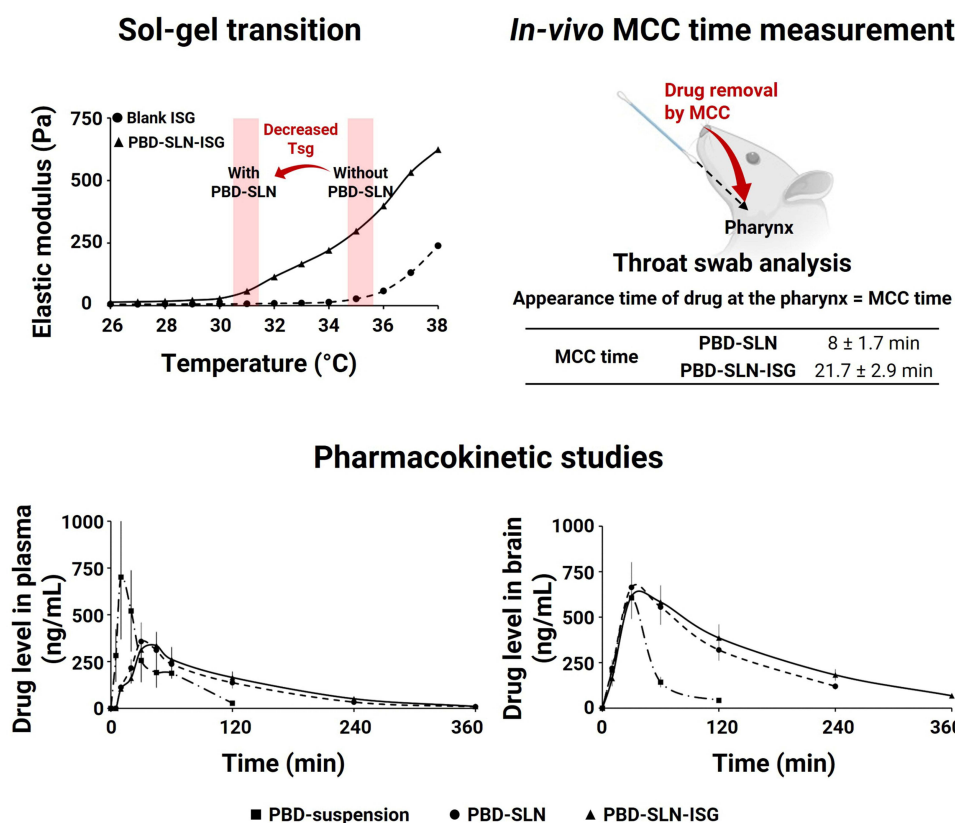 Sol-gel transition
Elastic modulus (Pa)
750
500
250
0
Blank ISG
PBD-SLN-ISG
Decreased
Tsg
With
PBD-SLN
Without
PBD-SLN
26 28 30 32 34 36 38
Temperature (°C)
In-vivo MCC time measurement
Drug removal
by MCC
Pharynx
Throat swab analysis
Appearance time of drug at the pharynx = MCC time
MCC time
PBD-SLN 8 ± 1.7 min
PBD-SLN-ISG 21.7 ± 2.9 min
Pharmacokinetic studies
Drug level in plasma
(ng/mL)
1000
750
500
250
0
0 120 240 360
Time (min)
Drug level in brain
(ng/mL)
1000
750
500
250
0
0 120 240 360
Time (min)
PBD-suspension PBD-SLN PBD-SLN-ISG